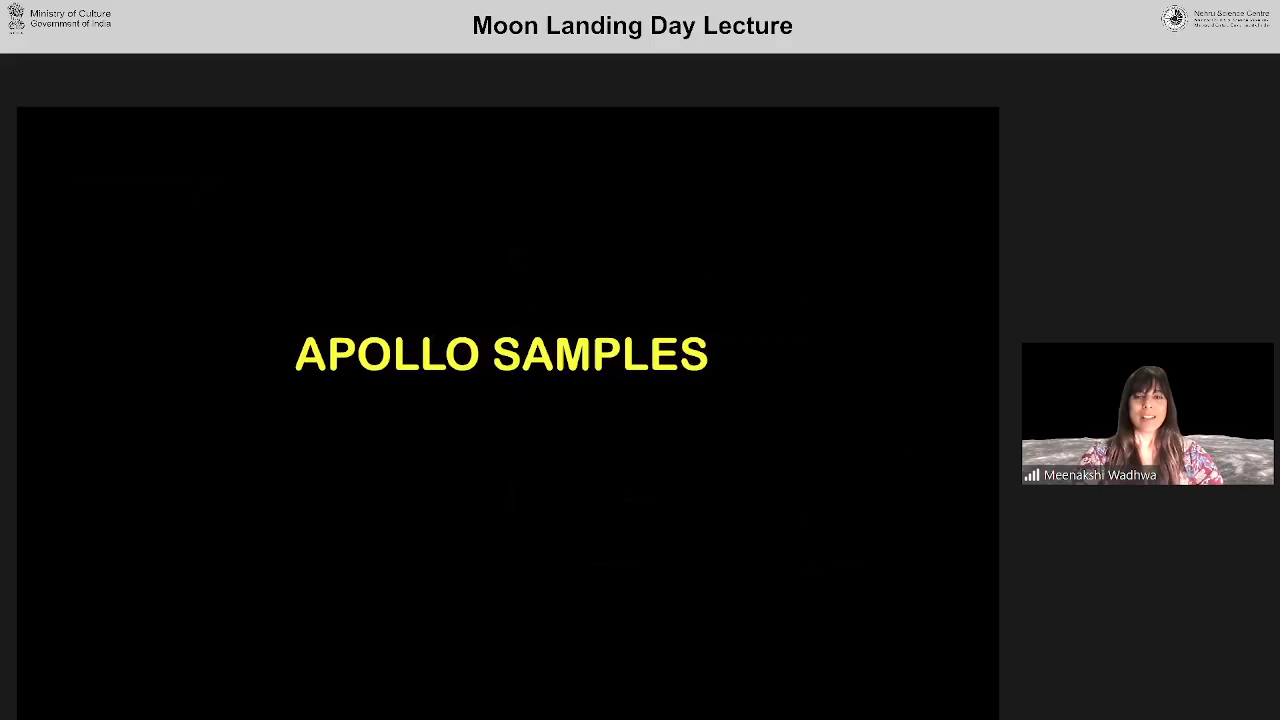 Ministry of Culture
Government of India
Moon Landing Day Lecture
Nehru Science Centre
APOLLO SAMPLES
Meenakshi Wadhwa